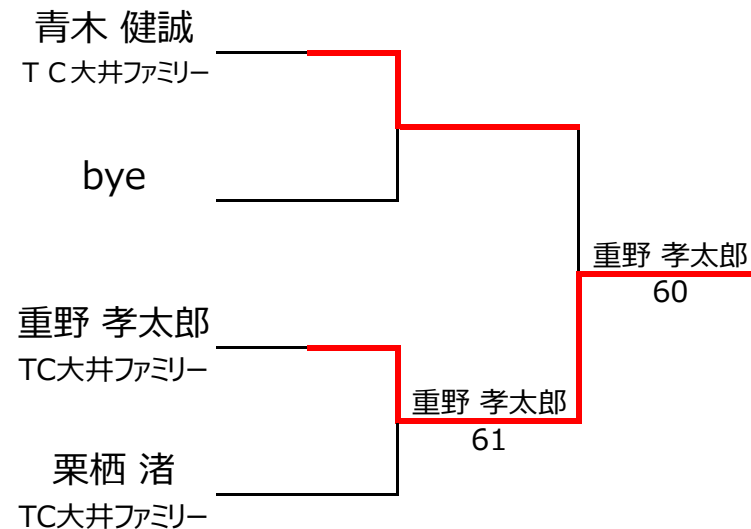 青木 健誠
ＴＣ大井ファミリー
bye
重野 孝太郎
60
重野 孝太郎
TC大井ファミリー
重野 孝太郎
61
栗栖 渚
TC大井ファミリー